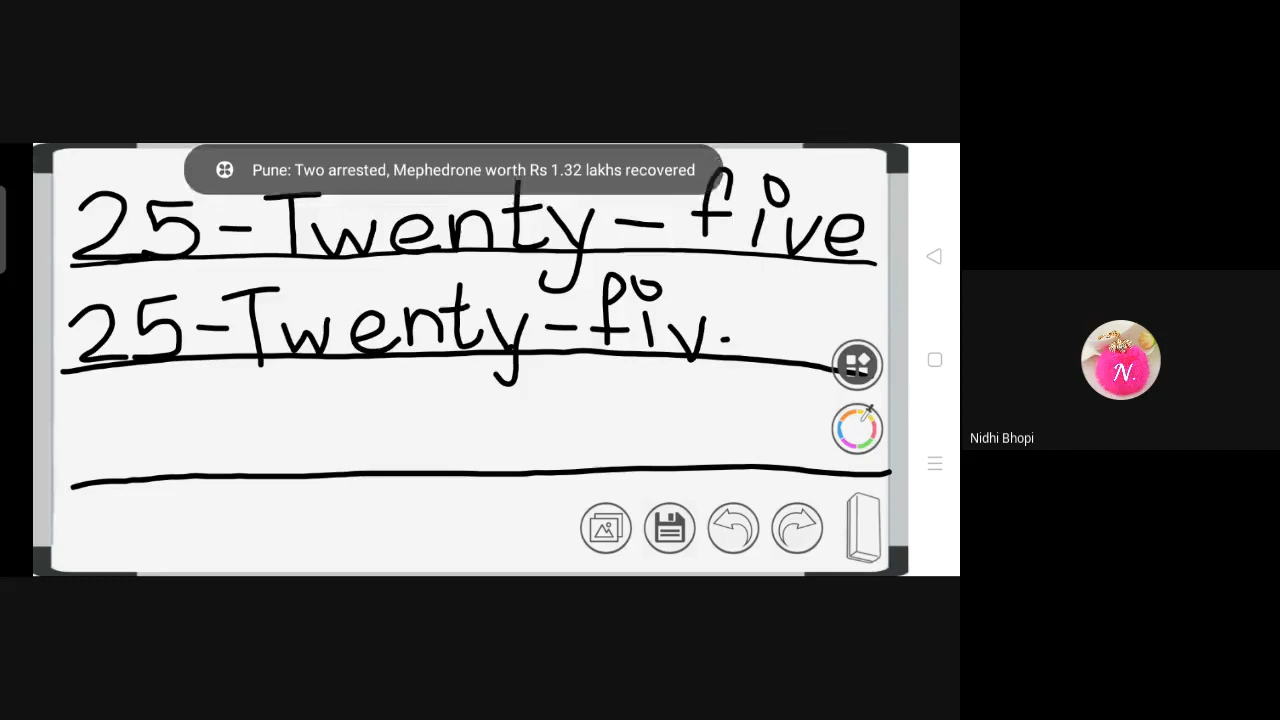 Pune: Two arrested, Mephedrone worth Rs 1.32 lakhs recovered
25-Twenty-five
25-Twenty-fiv.
N.
Nidhi Bhopi